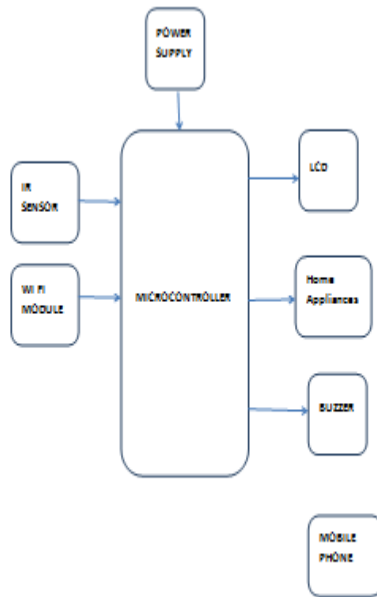 POWER
SUPPLY
IR
SENSOR
LCD
WI FI
MODULE
MICROCONTROLLER
Home
Appliances
BUZZER
MOBILE
PHONE